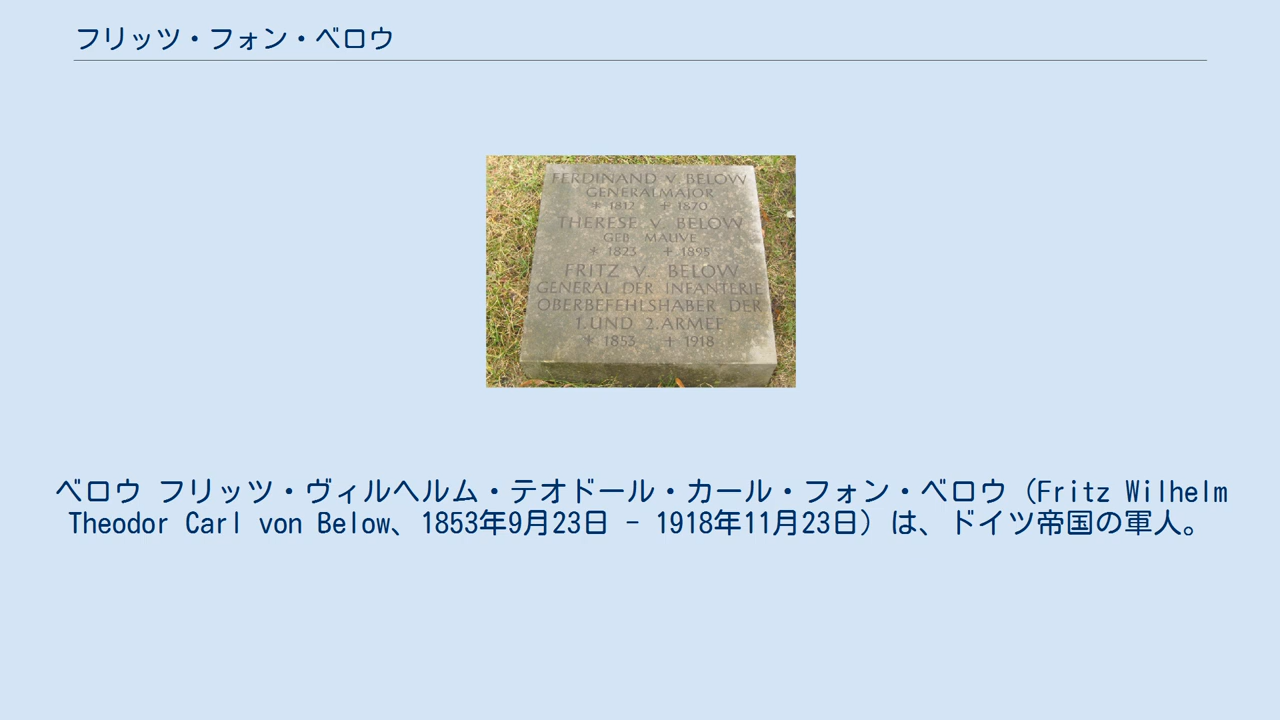 フリッツ・フォン・ベロウ
FERDINAND v. BELOW
GENERALMAJOR
* 1812 + 1870
THERESE v. BELOW
GEB. MAUVE
* 1823 + 1895
FRITZ v. BELOW
GENERAL DER INFANTERIE
OBERBEFEHLSHABER DER
1. UND 2. ARMEE
* 1853 + 1918
ベロウ フリッツ・ヴィルヘルム・テオドール・カール・フォン・ベロウ（Fritz Wilhelm
Theodor Carl von Below、1853年9月23日 - 1918年11月23日）は、ドイツ帝国の軍人。